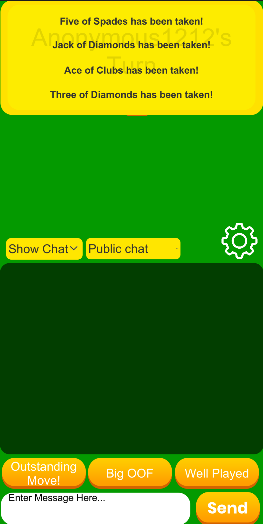 Five of Spades has been taken!
Anonymous1212's
Jack of Diamonds has been taken!
Turn
Ace of Clubs has been taken!
Three of Diamonds has been taken!
Show Chat
Public chat
Outstanding
Move!
Big OOF
Well Played
Enter Message Here...
Send